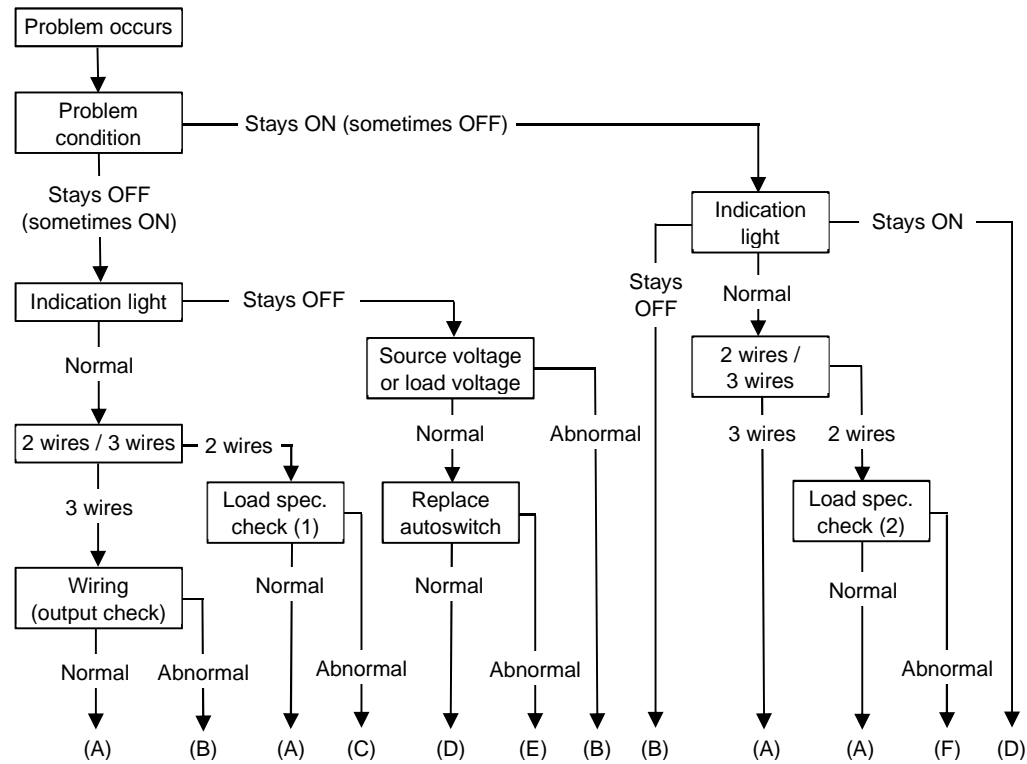 Problem occurs
Problem
condition
Stays ON (sometimes OFF)
Stays OFF
(sometimes ON)
Indication
light
Stays ON
Stays
OFF
Normal
Indication light
Stays OFF
Normal
Source voltage
or load voltage
2 wires /
3 wires
Normal
Abnormal
3 wires
2 wires
2 wires / 3 wires
2 wires
3 wires
Load spec.
check (1)
Replace
autoswitch
Load spec.
check (2)
Normal
Normal
Normal
Wiring
(output check)
Normal
Abnormal
Abnormal
Abnormal
Abnormal
(A)
(B)
(A)
(C)
(D)
(E)
(B)
(B)
(A)
(A)
(F)
(D)